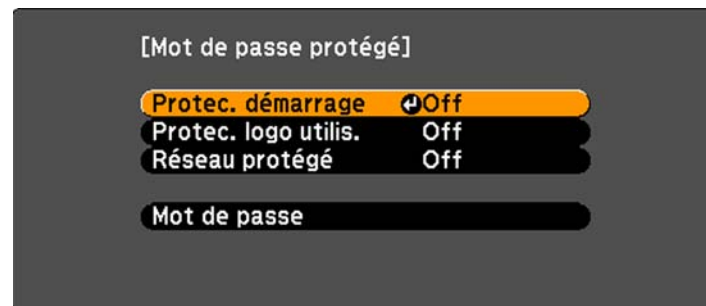 [Mot de passe protégé]
Protec. démarrage Off
Protec. logo utilis. Off
Réseau protégé Off
Mot de passe